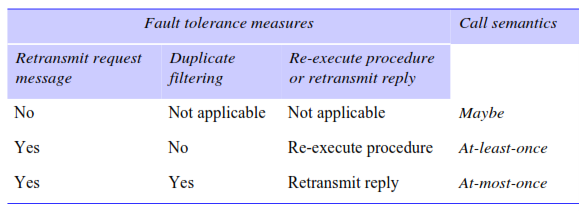 Fault tolerance measures Call semantics
Retransmit request Duplicate Re-execute procedure
message filtering or retransmit reply
No Not applicable Not applicable Maybe
Yes No Re-execute procedure At-least-once
Yes Yes Retransmit reply At-most-once